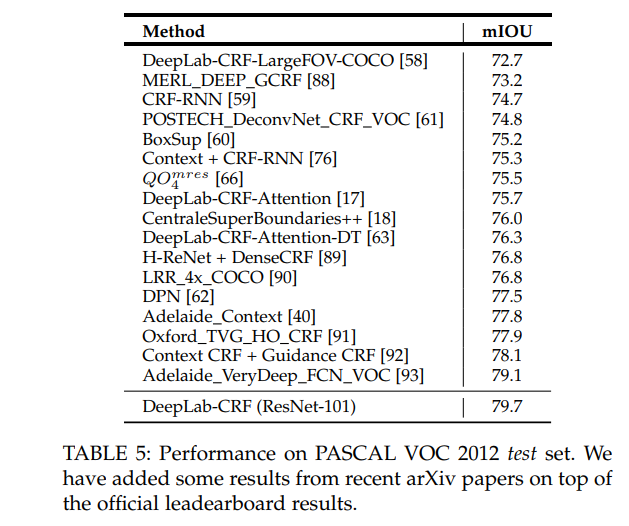 Method mIOU
DeepLab-CRF-LargeFOV-COCO [58] 72.7
MERL_DEEP_GCRF [88] 73.2
CRF-RNN [59] 74.7
POSTECH_DeconvNet_CRF_VOC [61] 74.8
BoxSup [60] 75.2
Context + CRF-RNN [76] 75.3
QO₄ᵐʳᵉˢ [66] 75.5
DeepLab-CRF-Attention [17] 75.7
CentraleSuperBoundaries++ [18] 76.0
DeepLab-CRF-Attention-DT [63] 76.3
H-ReNet + DenseCRF [89] 76.8
LRR_4x_COCO [90] 76.8
DPN [62] 77.5
Adelaide_Context [40] 77.8
Oxford_TVG_HO_CRF [91] 77.9
Context CRF + Guidance CRF [92] 78.1
Adelaide_VeryDeep_FCN_VOC [93] 79.1
DeepLab-CRF (ResNet-101) 79.7
TABLE 5: Performance on PASCAL VOC 2012 test set. We
have added some results from recent arXiv papers on top of
the official leadearboard results.